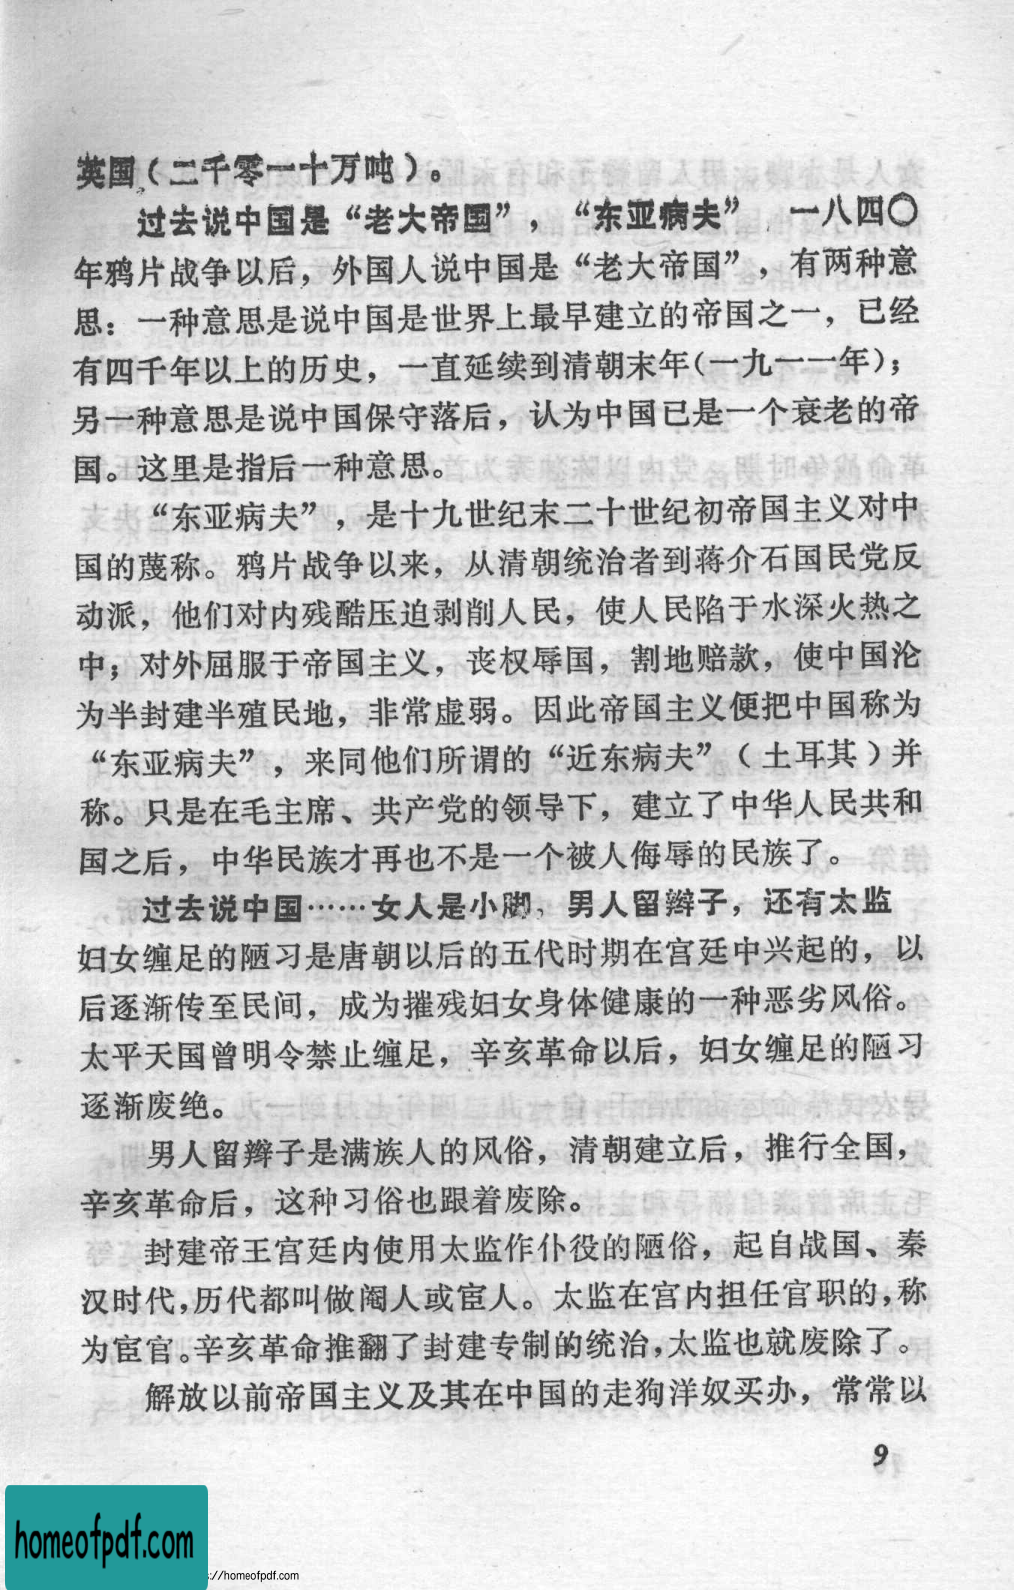 英国（二千零一十万吨）。
过去说中国是“老大帝国”，“东亚病夫” 一八四〇
年鸦片战争以后，外国人说中国是“老大帝国”，有两种意
思：一种意思是说中国是世界上最早建立的帝国之一，已经
有四千年以上的历史，一直延续到清朝末年(一九一一年)；
另一种意思是说中国保守落后，认为中国已是一个衰老的帝
国。这里是指后一种意思。
“东亚病夫”，是十九世纪末二十世纪初帝国主义对中
国的蔑称。鸦片战争以来，从清朝统治者到蒋介石国民党反
动派，他们对内残酷压迫剥削人民，使人民陷于水深火热之
中；对外屈服于帝国主义，丧权辱国，割地赔款，使中国沦
为半封建半殖民地，非常虚弱。因此帝国主义便把中国称为
“东亚病夫”，来同他们所谓的“近东病夫”（土耳其）并
称。只是在毛主席、共产党的领导下，建立了中华人民共和
国之后，中华民族才再也不是一个被人侮辱的民族了。
过去说中国……女人是小脚，男人留辫子，还有太监
妇女缠足的陋习是唐朝以后的五代时期在宫廷中兴起的，以
后逐渐传至民间，成为摧残妇女身体健康的一种恶劣风俗。
太平天国曾明令禁止缠足，辛亥革命以后，妇女缠足的陋习
逐渐废绝。
男人留辫子是满族人的风俗，清朝建立后，推行全国，
辛亥革命后，这种习俗也跟着废除。
封建帝王宫廷内使用太监作仆役的陋俗，起自战国、秦
汉时代，历代都叫做阉人或宦人。太监在宫内担任官职的，称
为宦官。辛亥革命推翻了封建专制的统治，太监也就废除了。
解放以前帝国主义及其在中国的走狗洋奴买办，常常以
9
homeofpdf.com
s://homeofpdf.com